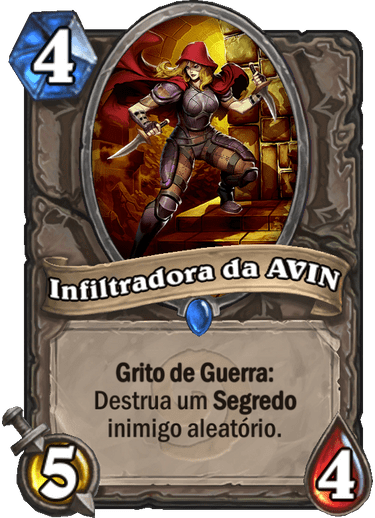 4
Infiltradora da AVIN
Grito de Guerra:
Destrua um Segredo
inimigo aleatório.
5
4